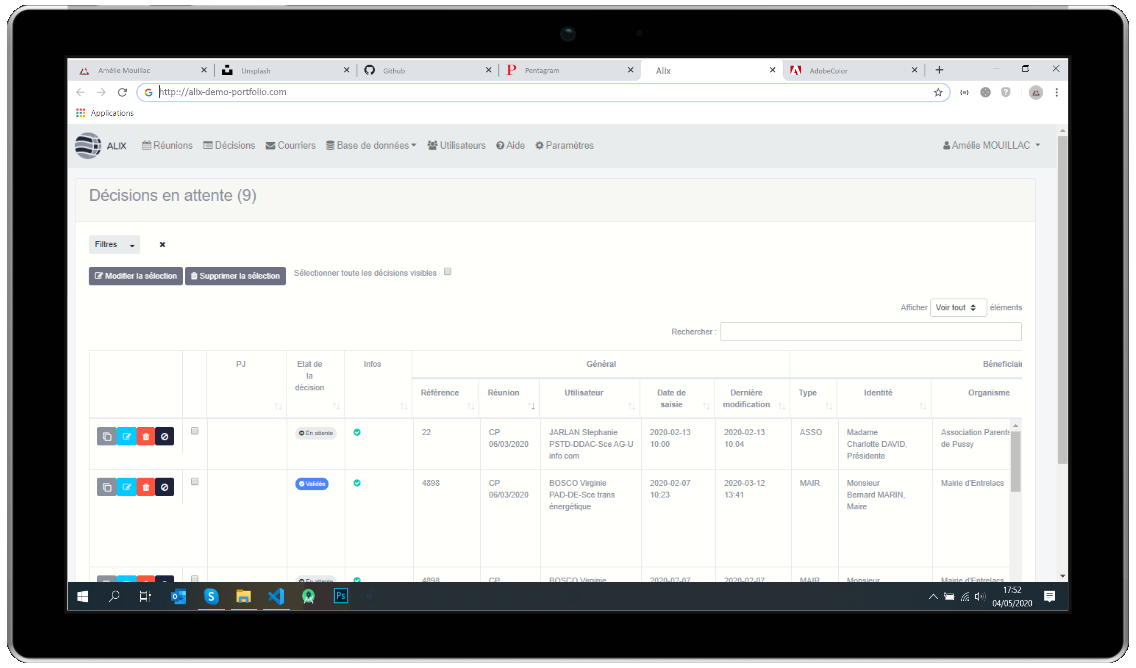 Amélie Mouillac
Unsplash
Github
Pentagram
Alix
AdobeColor
http://alix-demo-portfolio.com
Applications
ALIX Réunions Décisions Courriers Base de données Utilisateurs Aide Paramètres Amélie MOUILLAC
Décisions en attente (9)
Filtres
Modifier la sélection Supprimer la sélection Sélectionner toute les décisions visibles
Afficher Voir tout éléments
Rechercher :
PJ Etat de la décision Infos Général Bénéficiai
Référence Réunion Utilisateur Date de saisie Dernière modification Type Identité Organisme
En attente 22 CP JARLAN Stephanie 2020-02-13 2020-02-13 ASSO Madame Association Parents
06/03/2020 PSTD-DDAC-Sce AG-U 10:00 10:04 Charlotte DAVID, de Pussy
info com Présidente
Validée 4898 CP BOSCO Virginie 2020-02-07 2020-03-12 MAIR Monsieur Mairie d'Entrelacs
06/03/2020 PAD-DE-Sce trans 10:23 13:41 Bernard MARIN,
énergétique Maire
En attente 4898 CP BOSCO Virginie 2020-02-07 2020-02-07 MAIR Monsieur Mairie d'Entrelacs
Ps
17:52
04/05/2020